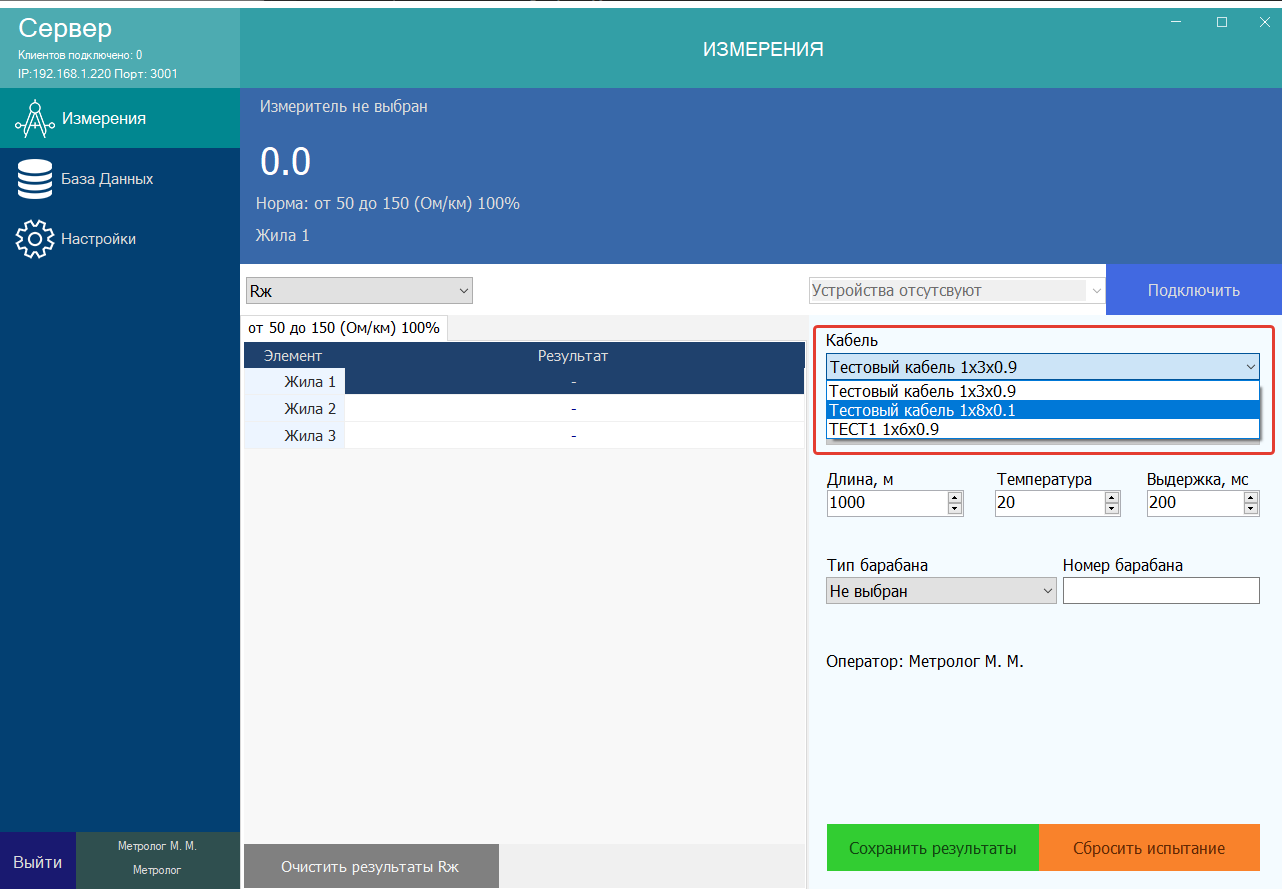 Сервер
Клиентов подключено: 0
IP:192.168.1.220 Порт: 3001
ИЗМЕРЕНИЯ
Измерения
База Данных
Настройки
Измеритель не выбран
0.0
Норма: от 50 до 150 (Ом/км) 100%
Жила 1
Rж
Устройства отсутсвуют
Подключить
от 50 до 150 (Ом/км) 100%
Элемент Результат
Жила 1 -
Жила 2 -
Жила 3 -
Кабель
Тестовый кабель 1x3x0.9
Тестовый кабель 1x3x0.9
Тестовый кабель 1x8x0.1
ТЕСТ1 1x6x0.9
Длина, м Температура Выдержка, мс
1000 20 200
Тип барабана Номер барабана
Не выбран
Оператор: Метролог М. М.
Сохранить результаты Сбросить испытание
Очистить результаты Rж
Выйти
Метролог М. М.
Метролог